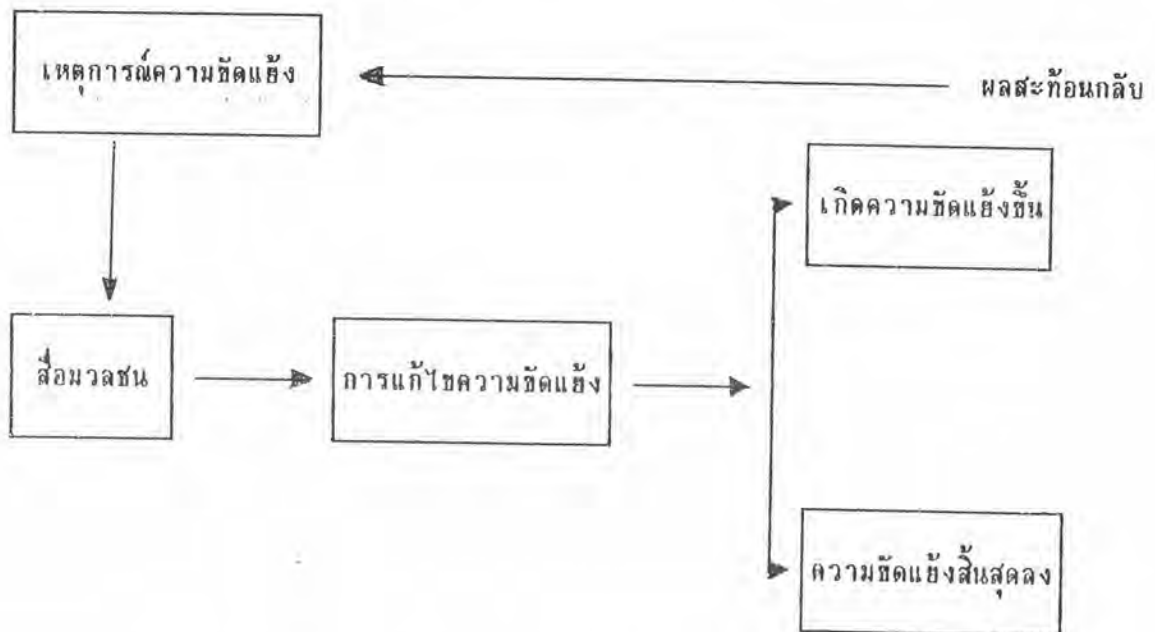 เหตุการณ์ความขัดแย้ง
ผลสะท้อนกลับ
เกิดความขัดแย้งขึ้น
สื่อมวลชน
การแก้ไขความขัดแย้ง
ความขัดแย้งสิ้นสุดลง